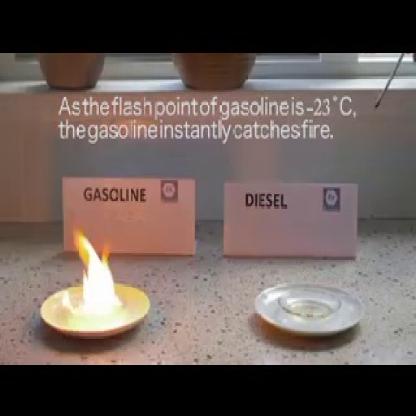 As the flash point of gasoline is -23°C,
the gasoline instantly catches fire.
GASOLINE
DIESEL